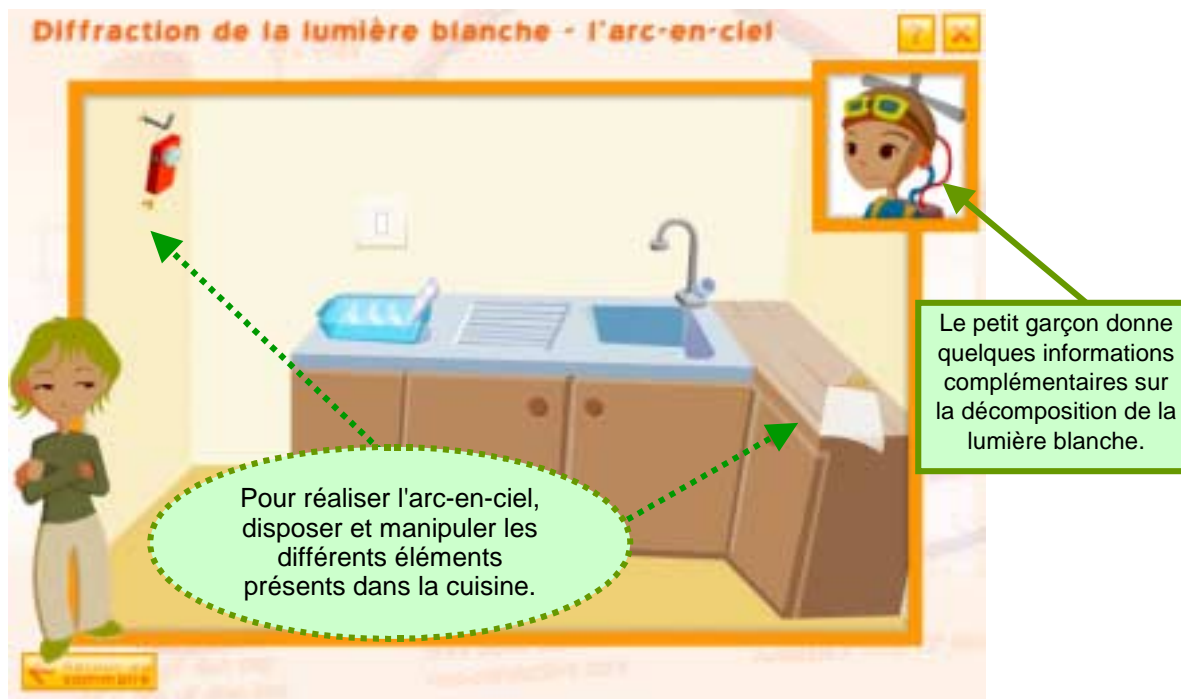 Diffraction de la lumière blanche - l'arc-en-ciel
?
Le petit garçon donne
quelques informations
complémentaires sur
la décomposition de la
lumière blanche.
Pour réaliser l'arc-en-ciel,
disposer et manipuler les
différents éléments
présents dans la cuisine.
sommaire